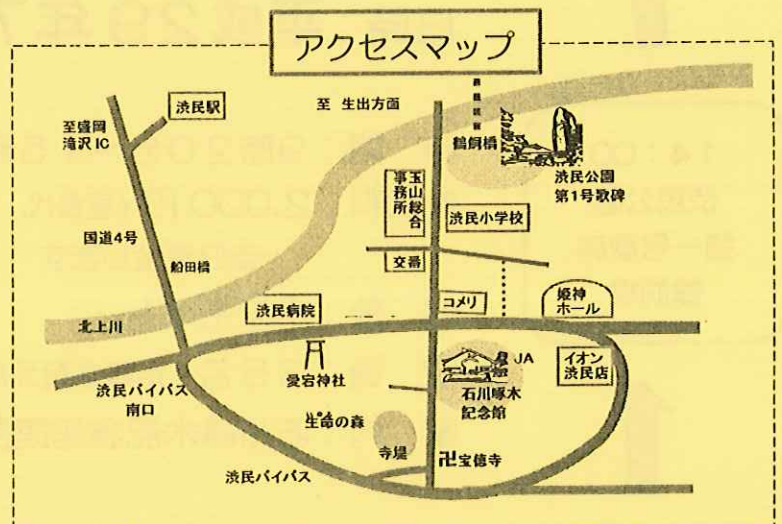 アクセスマップ
渋民駅
至盛岡
滝沢IC
至 生出方面
鶴飼橋
渋民公園
第1号歌碑
玉山総合
事務所
渋民小学校
国道4号
船田橋
交番
コメリ
姫神
ホール
渋民病院
北上川
愛宕神社
JA
イオン
渋民店
石川啄木
記念館
渋民バイパス
南口
生命の森
寺堤
卍宝徳寺
渋民バイパス